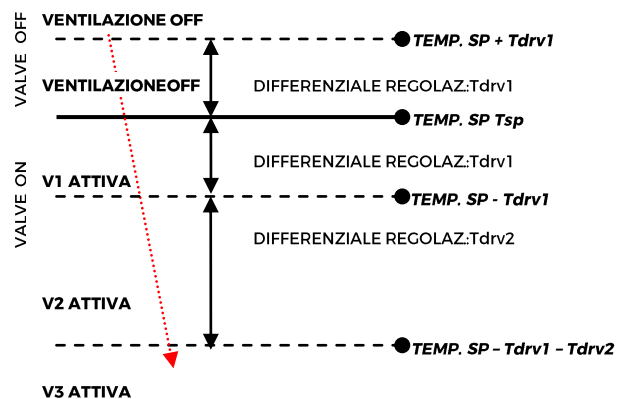 VENTILAZIONE OFF
TEMP. SP + Tdrv1
VALVE OFF
VENTILAZIONEOFF
DIFFERENZIALE REGOLAZ.:Tdrv1
TEMP. SP Tsp
DIFFERENZIALE REGOLAZ.:Tdrv1
V1 ATTIVA
TEMP. SP - Tdrv1
VALVE ON
DIFFERENZIALE REGOLAZ.:Tdrv2
V2 ATTIVA
TEMP. SP – Tdrv1 – Tdrv2
V3 ATTIVA